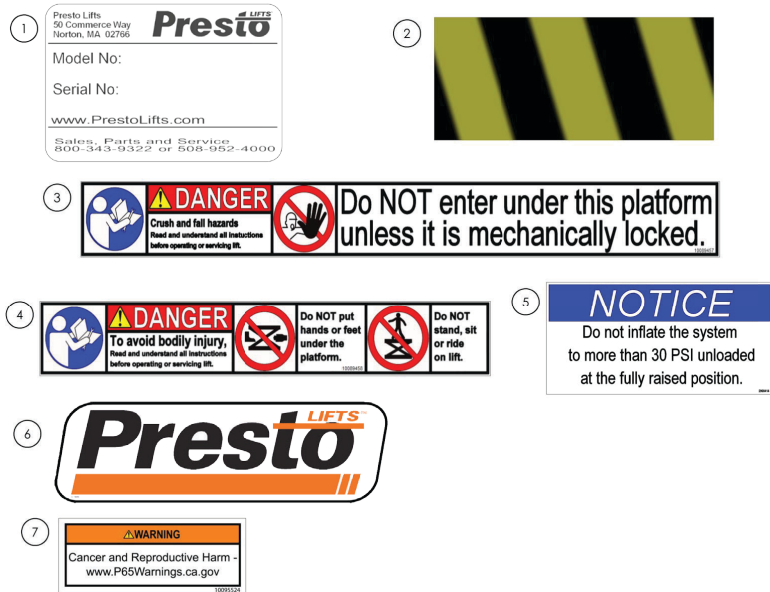 1
Presto Lifts
50 Commerce Way
Norton, MA  02766
Presto
LIFTS
Model No:
Serial No:
www.PrestoLifts.com
Sales, Parts and Service
800-343-9322 or 508-952-4000
2
3
DANGER
Crush and fall hazards
Read and understand all instuctions
before operating or servicing lift.
Do NOT enter under this platform
unless it is mechanically locked.
10009457
4
DANGER
To avoid bodily injury,
Read and understand all instructions
before operating or servicing lift.
Do NOT put
hands or feet
under the
platform.
10009458
Do NOT
stand, sit
or ride
on lift.
5
NOTICE
Do not inflate the system
to more than 30 PSI unloaded
at the fully raised position.
6
LIFTS
Presto
7
WARNING
Cancer and Reproductive Harm -
www.P65Warnings.ca.gov
10095524